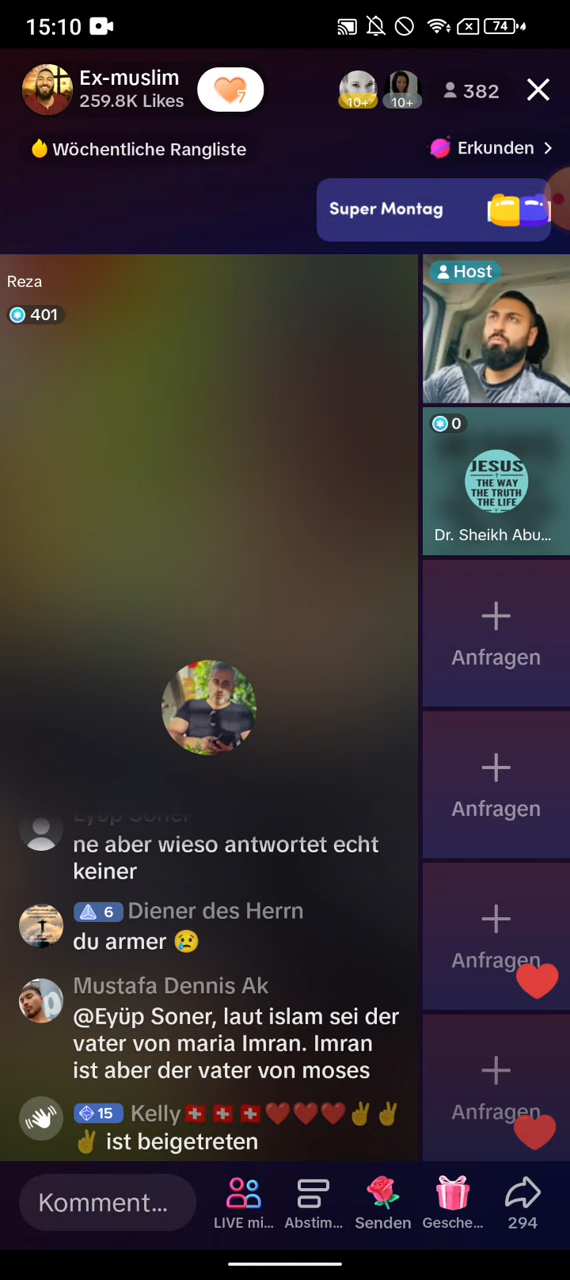 15:10
74
Ex-muslim
259.8K Likes
7
10+
10+
382
Wöchentliche Rangliste
Erkunden
Super Montag
Reza
401
Host
0
JESUS
THE WAY
THE TRUTH
THE LIFE
Dr. Sheikh Abu...
Anfragen
Anfragen
Anfragen
Anfragen
Eyüp Soner
ne aber wieso antwortet echt
keiner
6 Diener des Herrn
du armer 😢
Mustafa Dennis Ak
@Eyüp Soner, laut islam sei der
vater von maria Imran. Imran
ist aber der vater von moses
15 Kelly🇨🇭🇨🇭🇨🇭❤️❤️❤️✌️✌️
✌️ ist beigetreten
Komment...
LIVE mi...
Abstim...
Senden
Gesche...
294